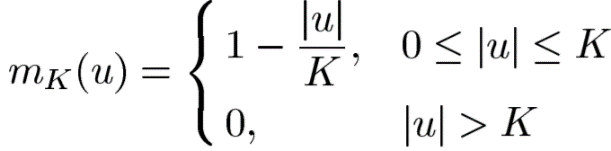 m_K(u) = { 1 − |u|/K, 0 ≤ |u| ≤ K
0, |u| > K